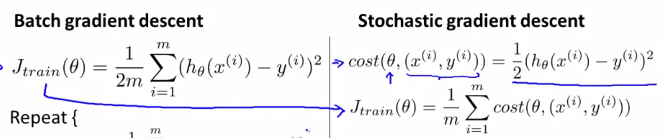 Batch gradient descent
J_{train}(θ) = \frac{1}{2m} \sum_{i=1}^{m} (h_θ(x^{(i)}) − y^{(i)})^2
Repeat {
Stochastic gradient descent
cost(θ, (x^{(i)}, y^{(i)})) = \frac{1}{2}(h_θ(x^{(i)}) − y^{(i)})^2
J_{train}(θ) = \frac{1}{m} \sum_{i=1}^{m} cost(θ, (x^{(i)}, y^{(i)}))